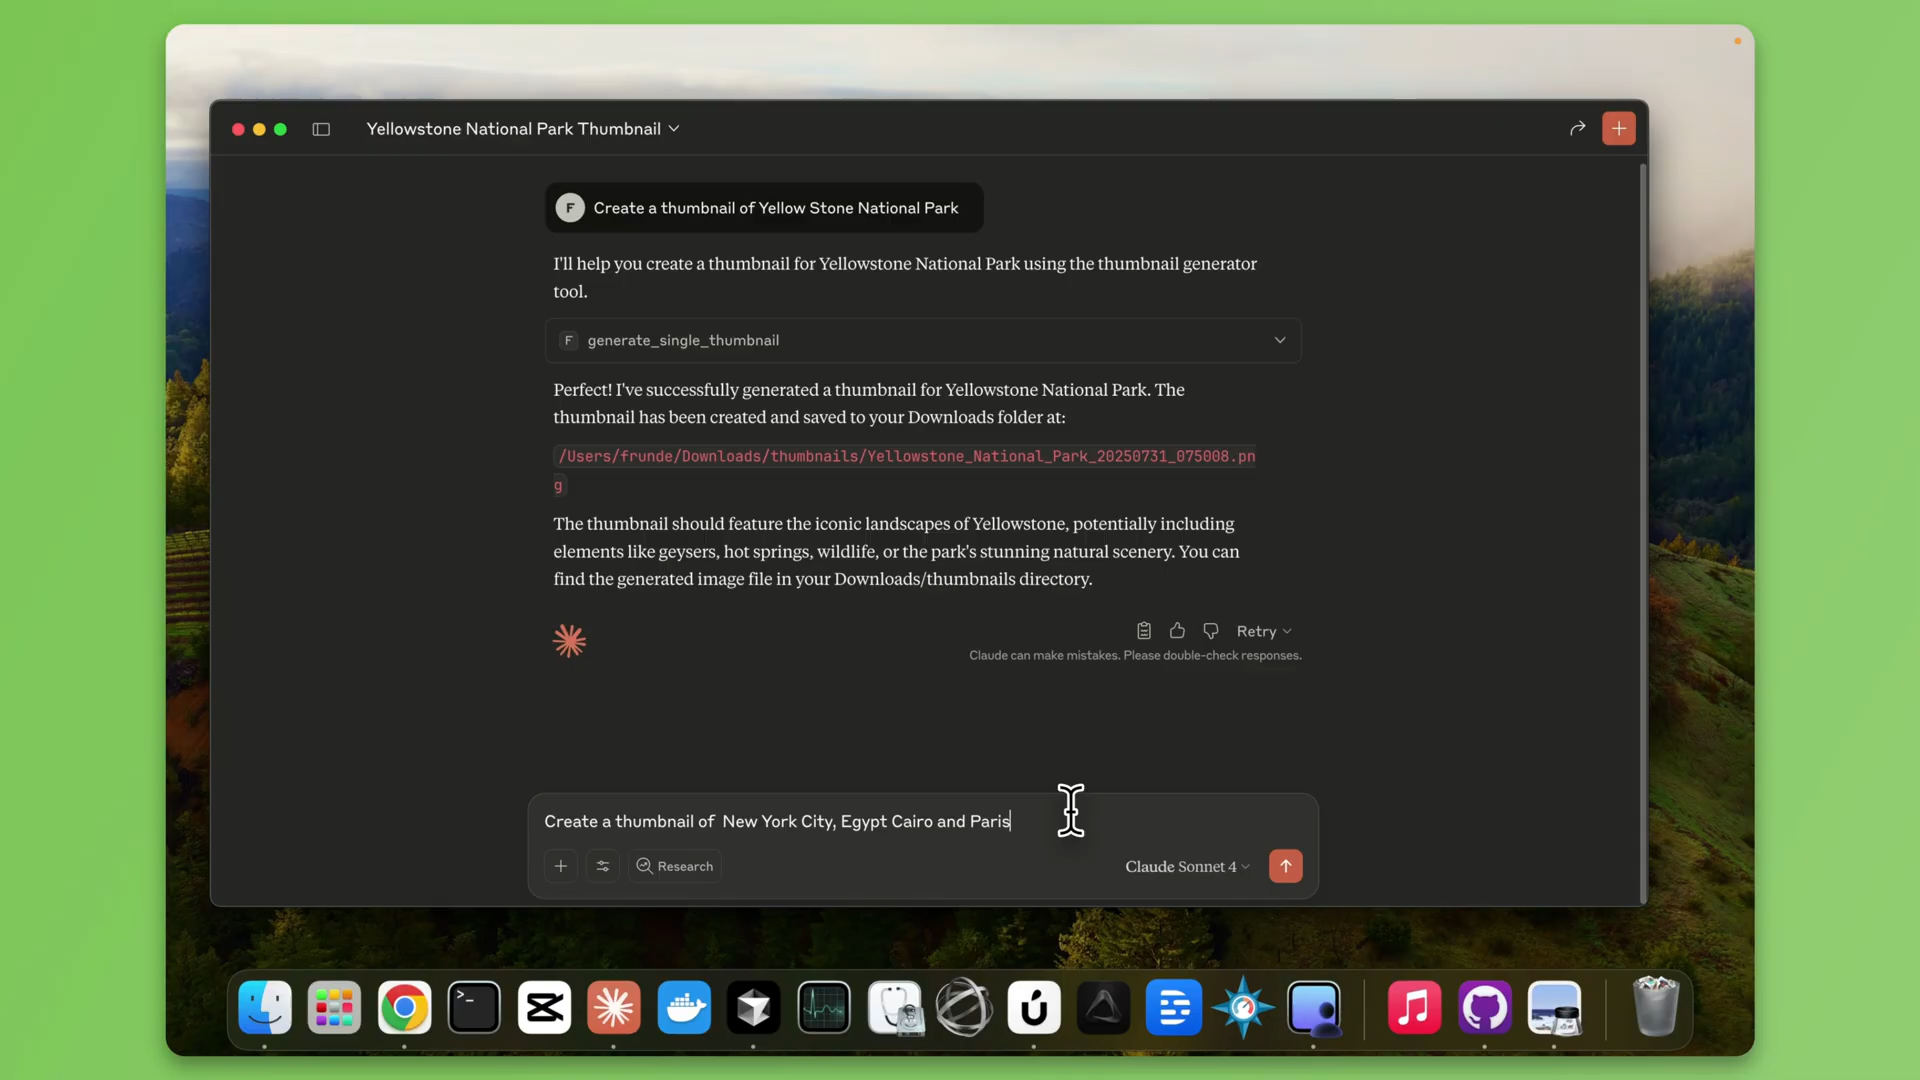 Yellowstone National Park Thumbnail
F
Create a thumbnail of Yellow Stone National Park
I'll help you create a thumbnail for Yellowstone National Park using the thumbnail generator
tool.
F
generate_single_thumbnail
Perfect! I've successfully generated a thumbnail for Yellowstone National Park. The
thumbnail has been created and saved to your Downloads folder at:
/Users/frunde/Downloads/thumbnails/Yellowstone_National_Park_20250731_075008.pn
g
The thumbnail should feature the iconic landscapes of Yellowstone, potentially including
elements like geysers, hot springs, wildlife, or the park's stunning natural scenery. You can
find the generated image file in your Downloads/thumbnails directory.
Retry
Claude can make mistakes. Please double-check responses.
Create a thumbnail of  New York City, Egypt Cairo and Paris
Research
Claude Sonnet 4